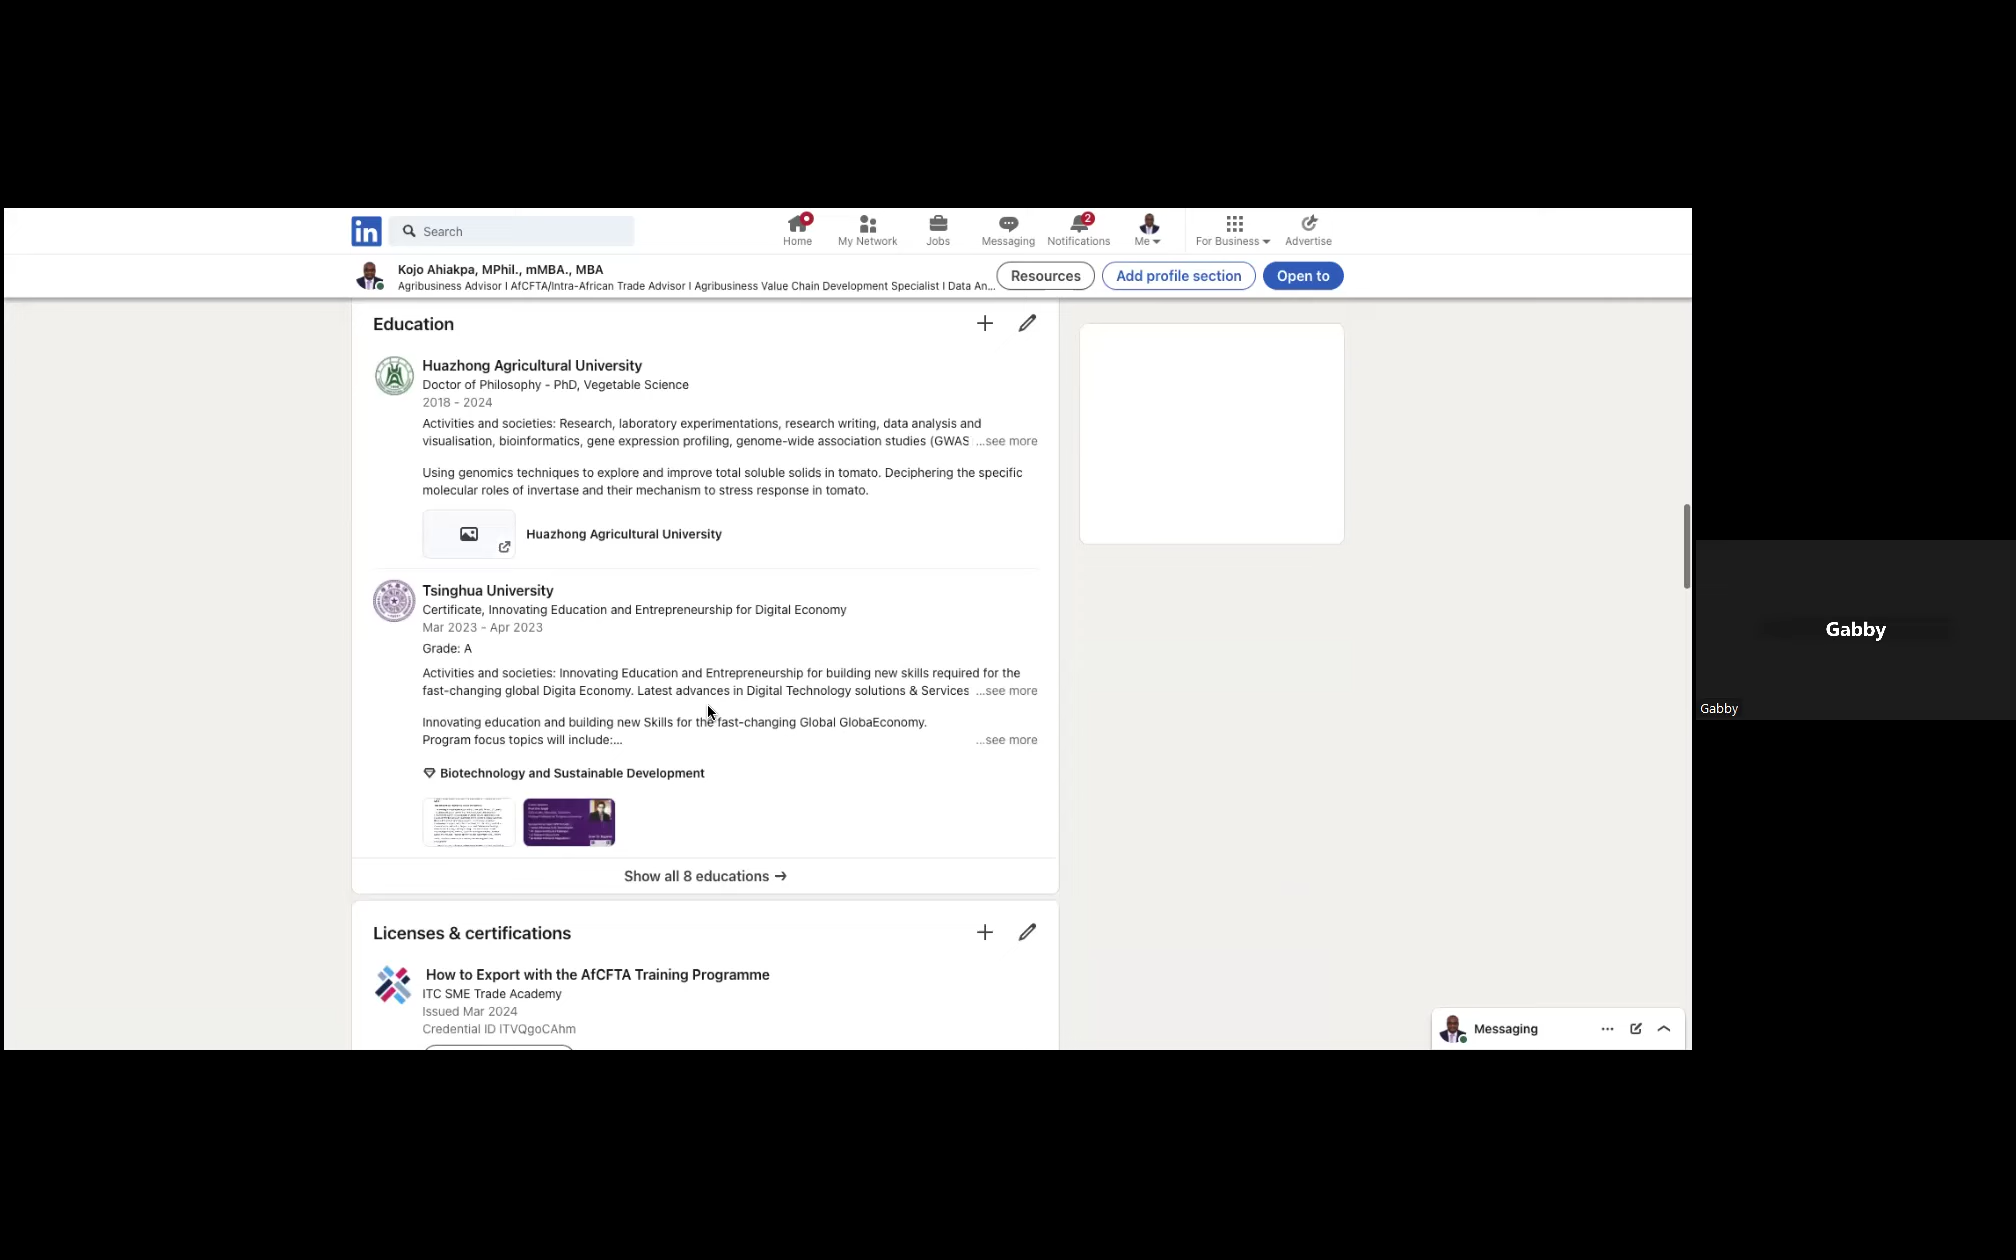 in
Search
Home
My Network
Jobs
Messaging
2
Notifications
Me
For Business
Advertise
Kojo Ahiakpa, MPhil., mMBA., MBA
Agribusiness Advisor I AfCFTA/Intra-African Trade Advisor I Agribusiness Value Chain Development Specialist I Data An...
Resources
Add profile section
Open to
Education
Huazhong Agricultural University
Doctor of Philosophy - PhD, Vegetable Science
2018 - 2024
Activities and societies: Research, laboratory experimentations, research writing, data analysis and
visualisation, bioinformatics, gene expression profiling, genome-wide association studies (GWAS ...see more
Using genomics techniques to explore and improve total soluble solids in tomato. Deciphering the specific
molecular roles of invertase and their mechanism to stress response in tomato.
Huazhong Agricultural University
Tsinghua University
Certificate, Innovating Education and Entrepreneurship for Digital Economy
Mar 2023 - Apr 2023
Grade: A
Activities and societies: Innovating Education and Entrepreneurship for building new skills required for the
fast-changing global Digita Economy. Latest advances in Digital Technology solutions & Services ...see more
Innovating education and building new Skills for the fast-changing Global GlobaEconomy.
Program focus topics will include:... ...see more
Biotechnology and Sustainable Development
Show all 8 educations →
Licenses & certifications
How to Export with the AfCFTA Training Programme
ITC SME Trade Academy
Issued Mar 2024
Credential ID ITVQgoCAhm
Messaging
Gabby
Gabby